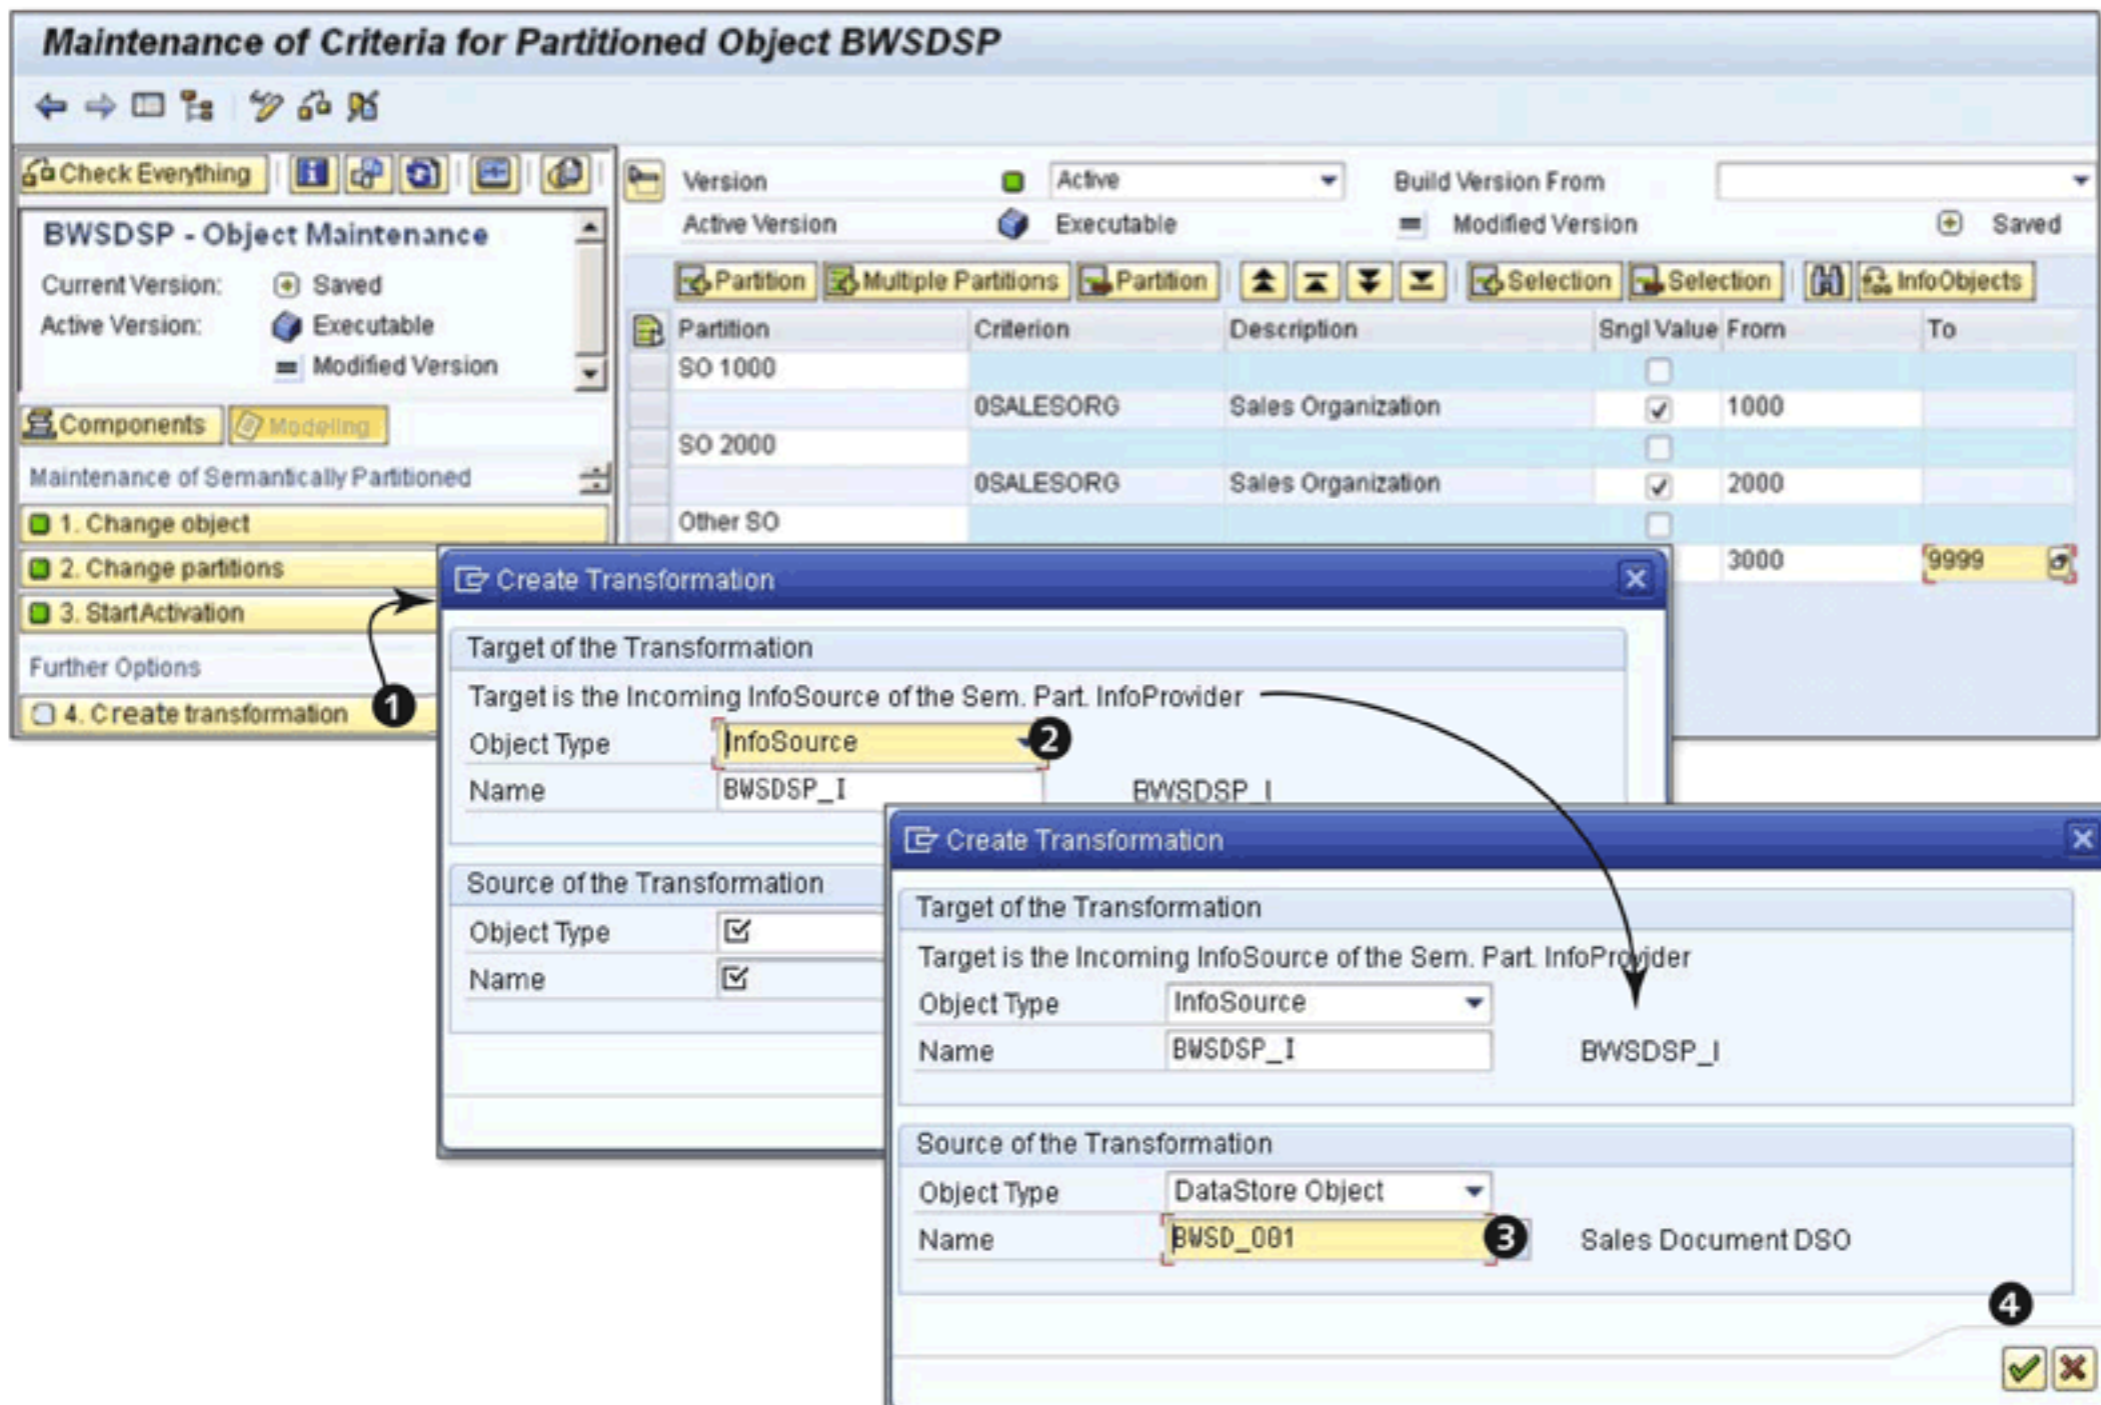 Maintenance of Criteria for Partitioned Object BWSDSP
Check Everything
BWSDSP - Object Maintenance
Current Version: Saved
Active Version: Executable
Modified Version
Components Modeling
Maintenance of Semantically Partitioned
1. Change object
2. Change partitions
3. StartActivation
Further Options
4. Create transformation
1
Version Active Build Version From
Active Version Executable Modified Version Saved
Partition Multiple Partitions Partition Selection Selection InfoObjects
Partition Criterion Description Sngl Value From To
SO 1000
0SALESORG Sales Organization 1000
SO 2000
0SALESORG Sales Organization 2000
Other SO
3000 9999
Create Transformation
Target of the Transformation
Target is the Incoming InfoSource of the Sem. Part. InfoProvider
Object Type InfoSource 2
Name BWSDSP_I BWSDSP_I
Source of the Transformation
Object Type
Name
Create Transformation
Target of the Transformation
Target is the Incoming InfoSource of the Sem. Part. InfoProvider
Object Type InfoSource
Name BWSDSP_I BWSDSP_I
Source of the Transformation
Object Type DataStore Object
Name BWSD_001 3 Sales Document DSO
4